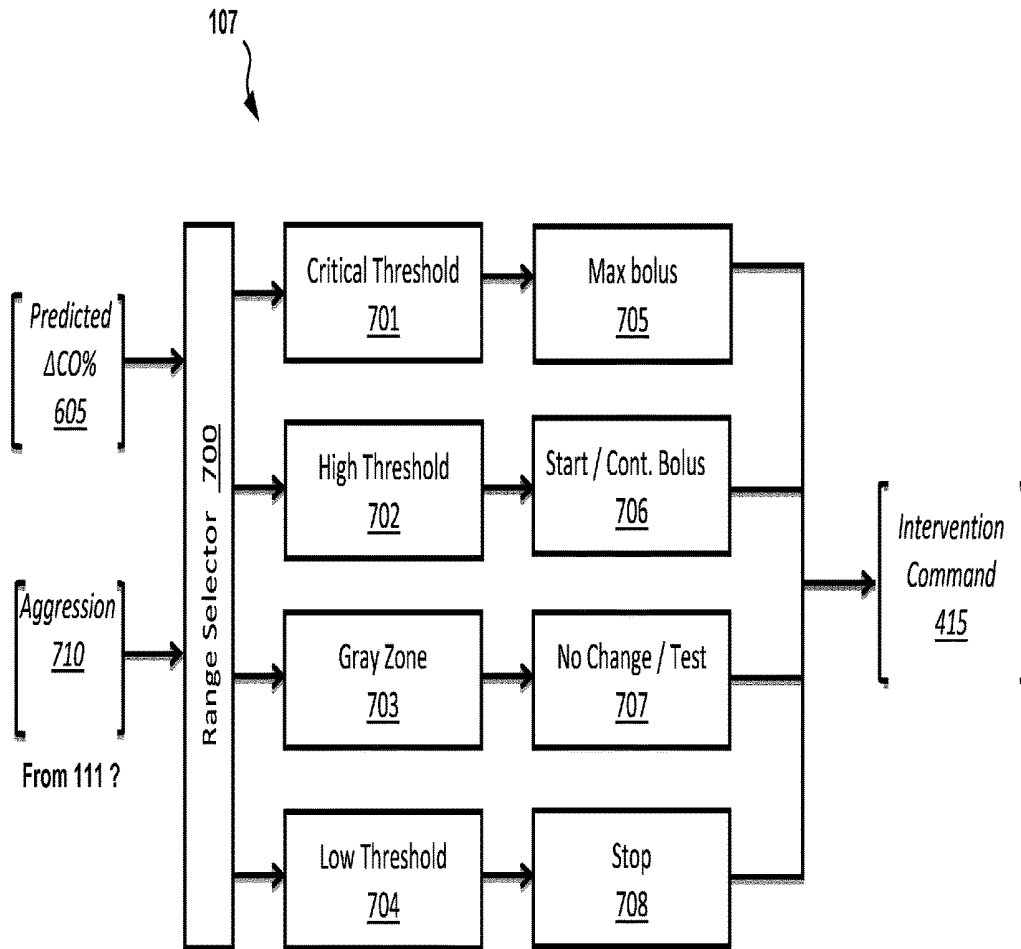 107
Predicted
ΔCO%
605
Aggression
710
From 111 ?
Range Selector 700
Critical Threshold
701
Max bolus
705
High Threshold
702
Start / Cont. Bolus
706
Gray Zone
703
No Change / Test
707
Low Threshold
704
Stop
708
Intervention
Command
415